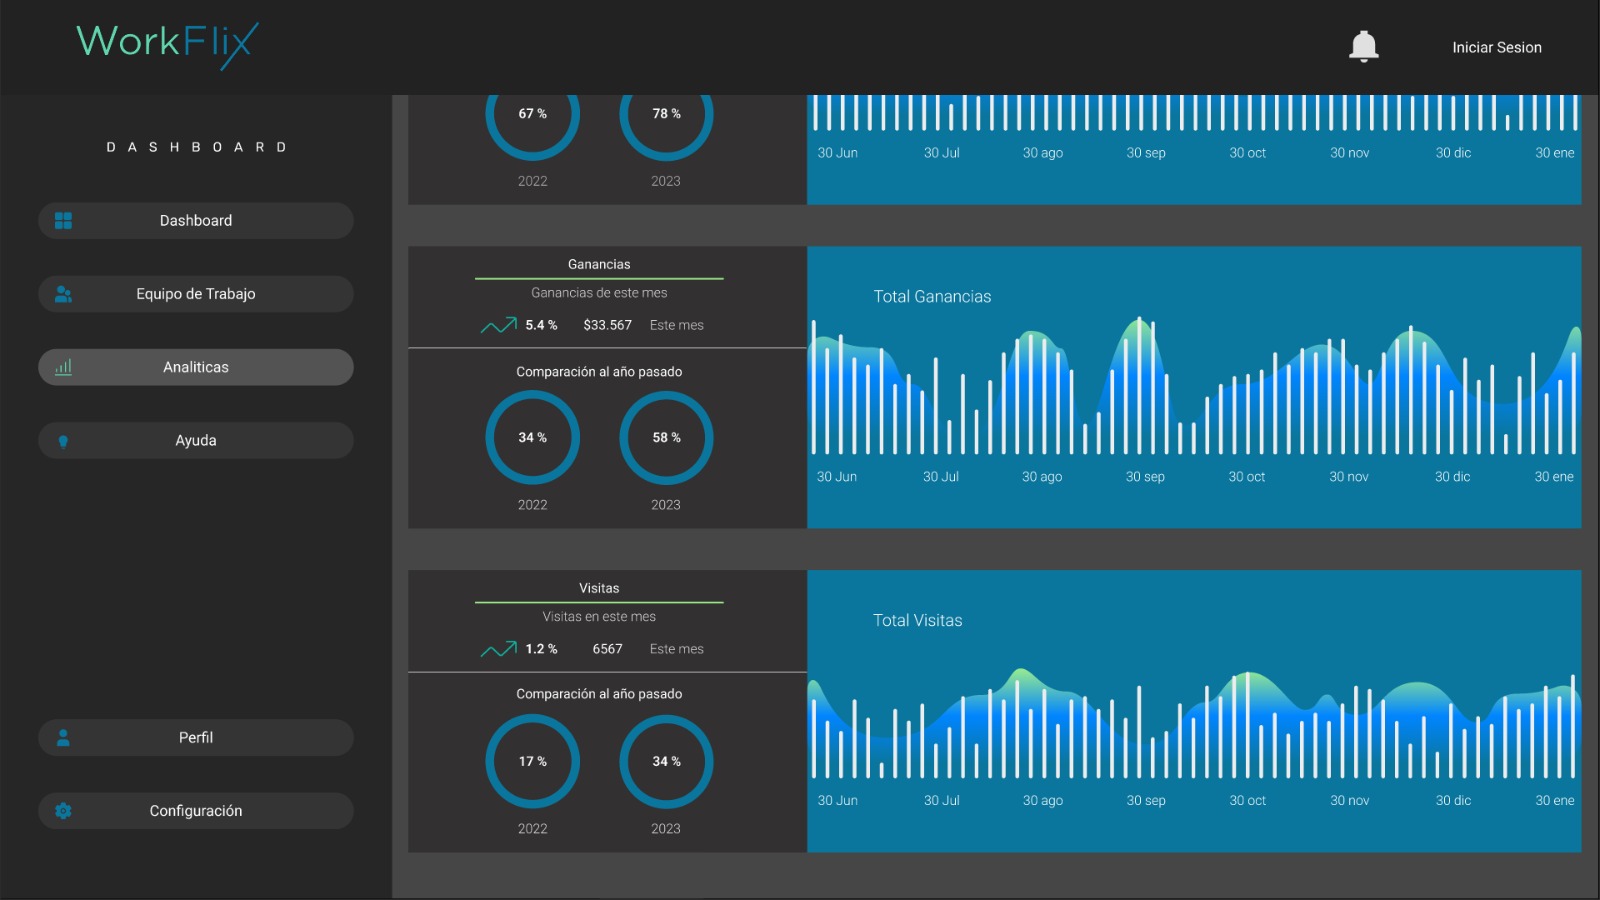 WorkFlix
Iniciar Sesion
DASHBOARD
Dashboard
Equipo de Trabajo
Analiticas
Ayuda
Perfil
Configuración
67 %
78 %
2022
2023
30 Jun
30 Jul
30 ago
30 sep
30 oct
30 nov
30 dic
30 ene
Ganancias
Ganancias de este mes
5.4 % $33.567 Este mes
Comparación al año pasado
34 %
58 %
2022
2023
Total Ganancias
30 Jun
30 Jul
30 ago
30 sep
30 oct
30 nov
30 dic
30 ene
Visitas
Visitas en este mes
1.2 % 6567 Este mes
Comparación al año pasado
17 %
34 %
2022
2023
Total Visitas
30 Jun
30 Jul
30 ago
30 sep
30 oct
30 nov
30 dic
30 ene